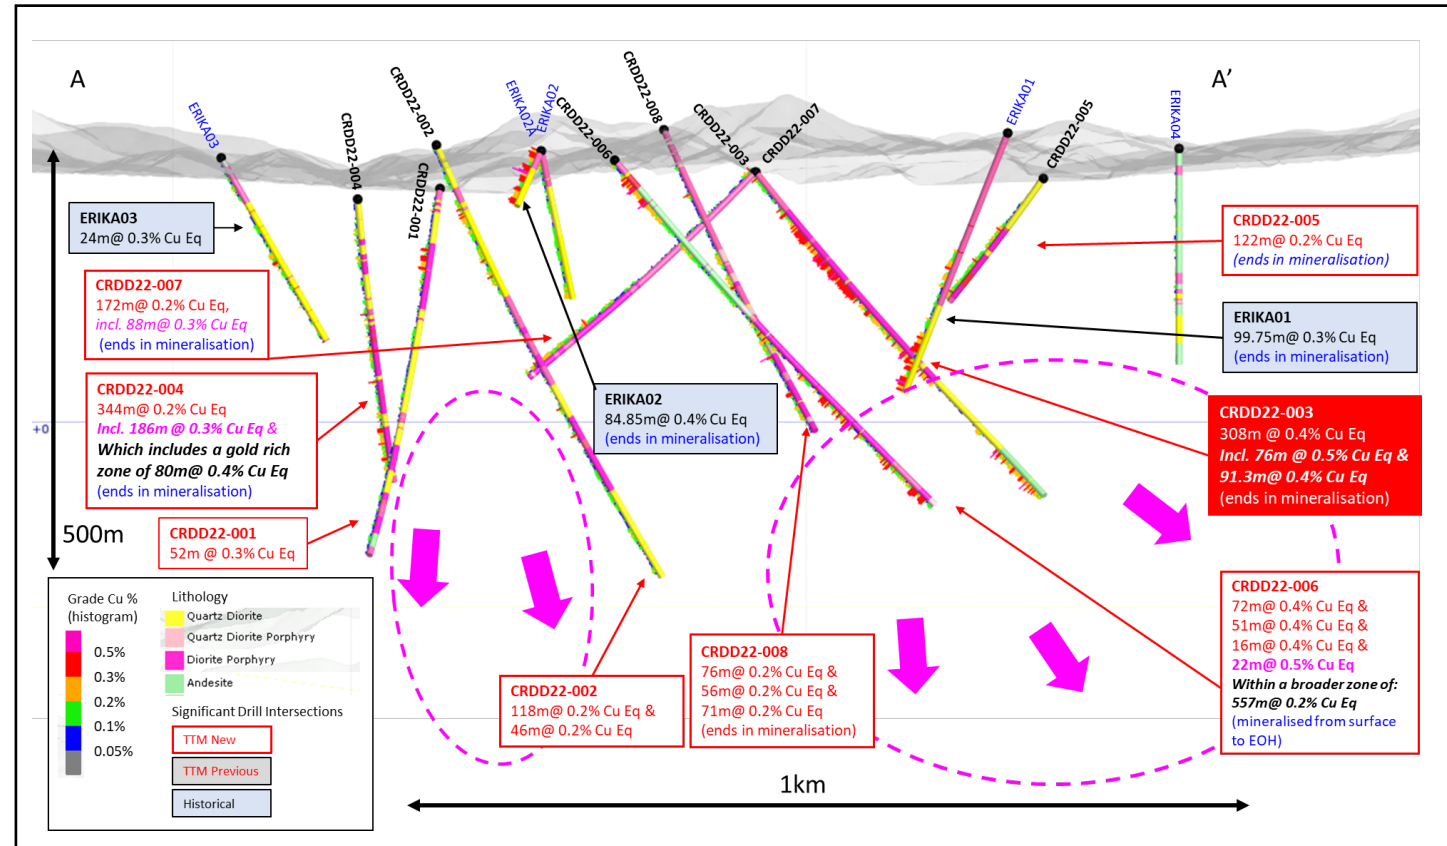 A
A'
ERIKA03
CRDD22-004
CRDD22-002
CRDD22-001
ERIKA02A
ERIKA02
CRDD22-006
CRDD22-008
CRDD22-003
CRDD22-007
ERIKA01
CRDD22-005
ERIKA04
ERIKA03
24m@ 0.3% Cu Eq
CRDD22-007
172m@ 0.2% Cu Eq,
incl. 88m@ 0.3% Cu Eq
(ends in mineralisation)
CRDD22-004
344m@ 0.2% Cu Eq
Incl. 186m@ 0.3% Cu Eq &
Which includes a gold rich
zone of 80m@ 0.4% Cu Eq
(ends in mineralisation)
CRDD22-001
52m @ 0.3% Cu Eq
+0
500m
ERIKA02
84.85m@ 0.4% Cu Eq
(ends in mineralisation)
CRDD22-005
122m@ 0.2% Cu Eq
(ends in mineralisation)
ERIKA01
99.75m@ 0.3% Cu Eq
(ends in mineralisation)
CRDD22-003
308m @ 0.4% Cu Eq
Incl. 76m @ 0.5% Cu Eq &
91.3m@ 0.4% Cu Eq
(ends in mineralisation)
CRDD22-006
72m@ 0.4% Cu Eq &
51m@ 0.4% Cu Eq &
16m@ 0.4% Cu Eq &
22m@ 0.5% Cu Eq
Within a broader zone of:
557m@ 0.2% Cu Eq
(mineralised from surface
to EOH)
CRDD22-002
118m@ 0.2% Cu Eq &
46m@ 0.2% Cu Eq
CRDD22-008
76m@ 0.2% Cu Eq &
56m@ 0.2% Cu Eq &
71m@ 0.2% Cu Eq
(ends in mineralisation)
1km
Grade Cu %
(histogram)
0.5%
0.3%
0.2%
0.1%
0.05%
Lithology
Quartz Diorite
Quartz Diorite Porphyry
Diorite Porphyry
Andesite
Significant Drill Intersections
TTM New
TTM Previous
Historical